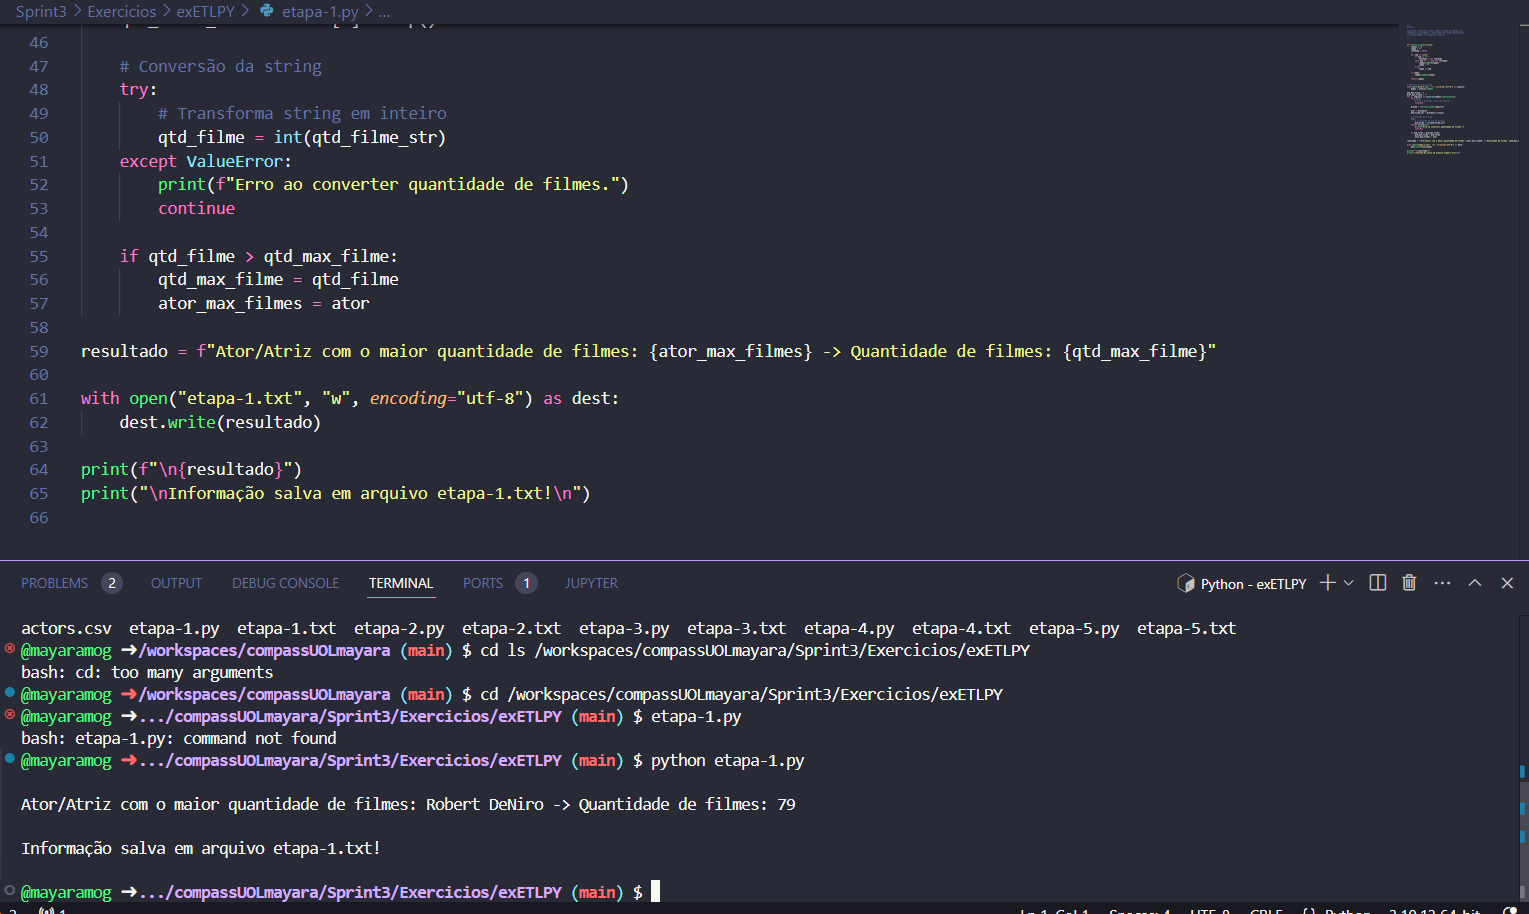 Sprint3 > Exercicios > exETLPY > etapa-1.py > ...
46
47 # Conversão da string
48 try:
49 # Transforma string em inteiro
50 qtd_filme = int(qtd_filme_str)
51 except ValueError:
52 print(f"Erro ao converter quantidade de filmes.")
53 continue
54
55 if qtd_filme > qtd_max_filme:
56 qtd_max_filme = qtd_filme
57 ator_max_filmes = ator
58
59 resultado = f"Ator/Atriz com o maior quantidade de filmes: {ator_max_filmes} -> Quantidade de filmes: {qtd_max_filme}"
60
61 with open("etapa-1.txt", "w", encoding="utf-8") as dest:
62 dest.write(resultado)
63
64 print(f"\n{resultado}")
65 print("\nInformação salva em arquivo etapa-1.txt!\n")
66
PROBLEMS 2 OUTPUT DEBUG CONSOLE TERMINAL PORTS 1 JUPYTER Python - exETLPY
actors.csv etapa-1.py etapa-1.txt etapa-2.py etapa-2.txt etapa-3.py etapa-3.txt etapa-4.py etapa-4.txt etapa-5.py etapa-5.txt
@mayaramog ➜/workspaces/compassUOLmayara (main) $ cd ls /workspaces/compassUOLmayara/Sprint3/Exercicios/exETLPY
bash: cd: too many arguments
@mayaramog ➜/workspaces/compassUOLmayara (main) $ cd /workspaces/compassUOLmayara/Sprint3/Exercicios/exETLPY
@mayaramog ➜.../compassUOLmayara/Sprint3/Exercicios/exETLPY (main) $ etapa-1.py
bash: etapa-1.py: command not found
@mayaramog ➜.../compassUOLmayara/Sprint3/Exercicios/exETLPY (main) $ python etapa-1.py
Ator/Atriz com o maior quantidade de filmes: Robert DeNiro -> Quantidade de filmes: 79
Informação salva em arquivo etapa-1.txt!
@mayaramog ➜.../compassUOLmayara/Sprint3/Exercicios/exETLPY (main) $